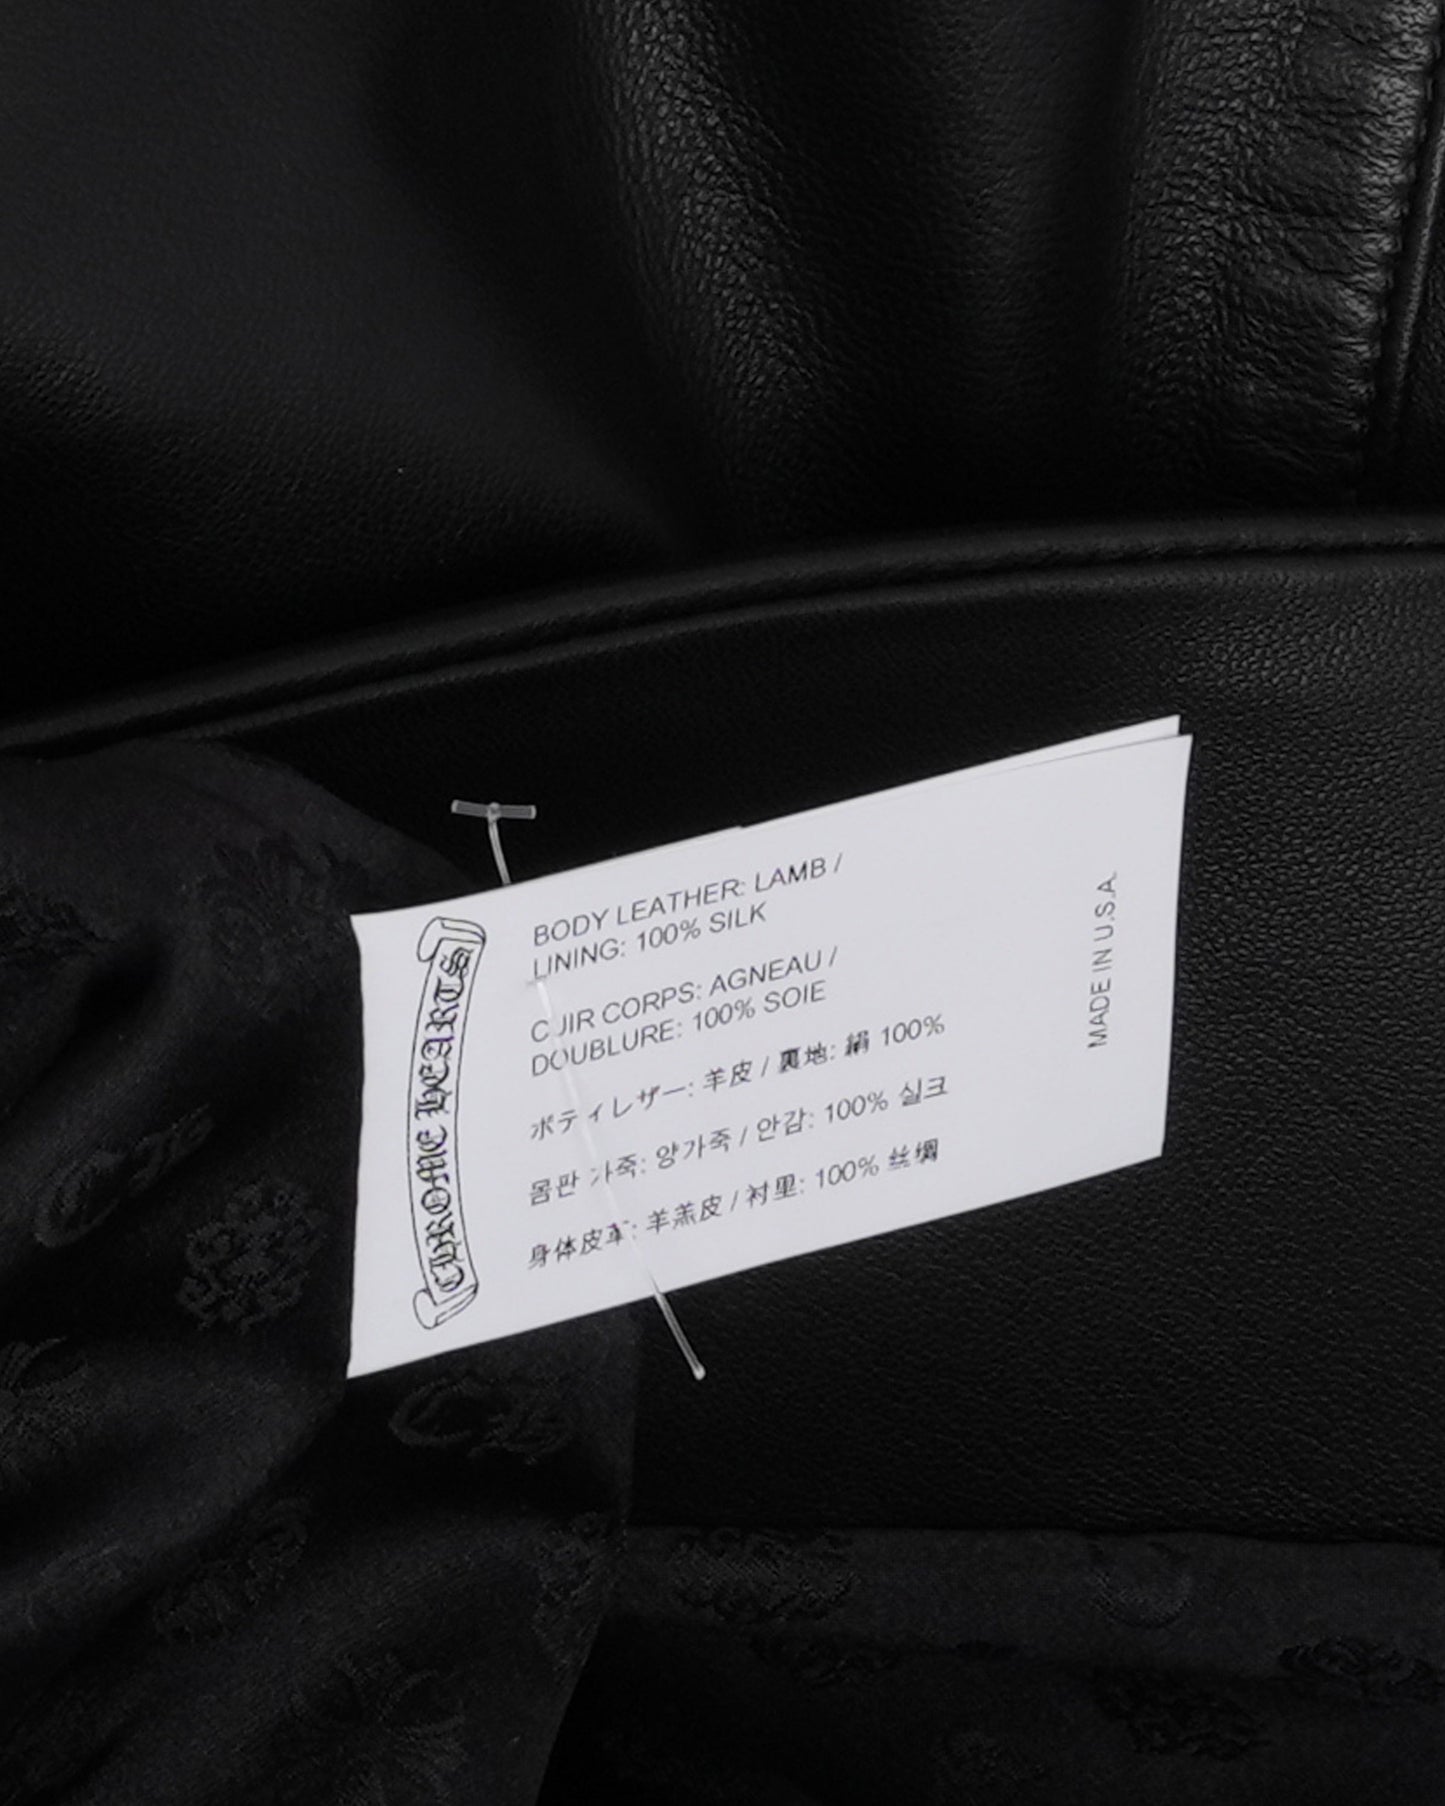 CHROME HEARTS
BODY LEATHER: LAMB /
LINING: 100% SILK
CUIR CORPS: AGNEAU /
DOUBLURE: 100% SOIE
ボディレザー: 羊皮 / 裏地: 絹 100%
몸판 가죽: 양가죽 / 안감: 100% 실크
身体皮革: 羊羔皮 / 衬里: 100% 丝绸
MADE IN U.S.A.